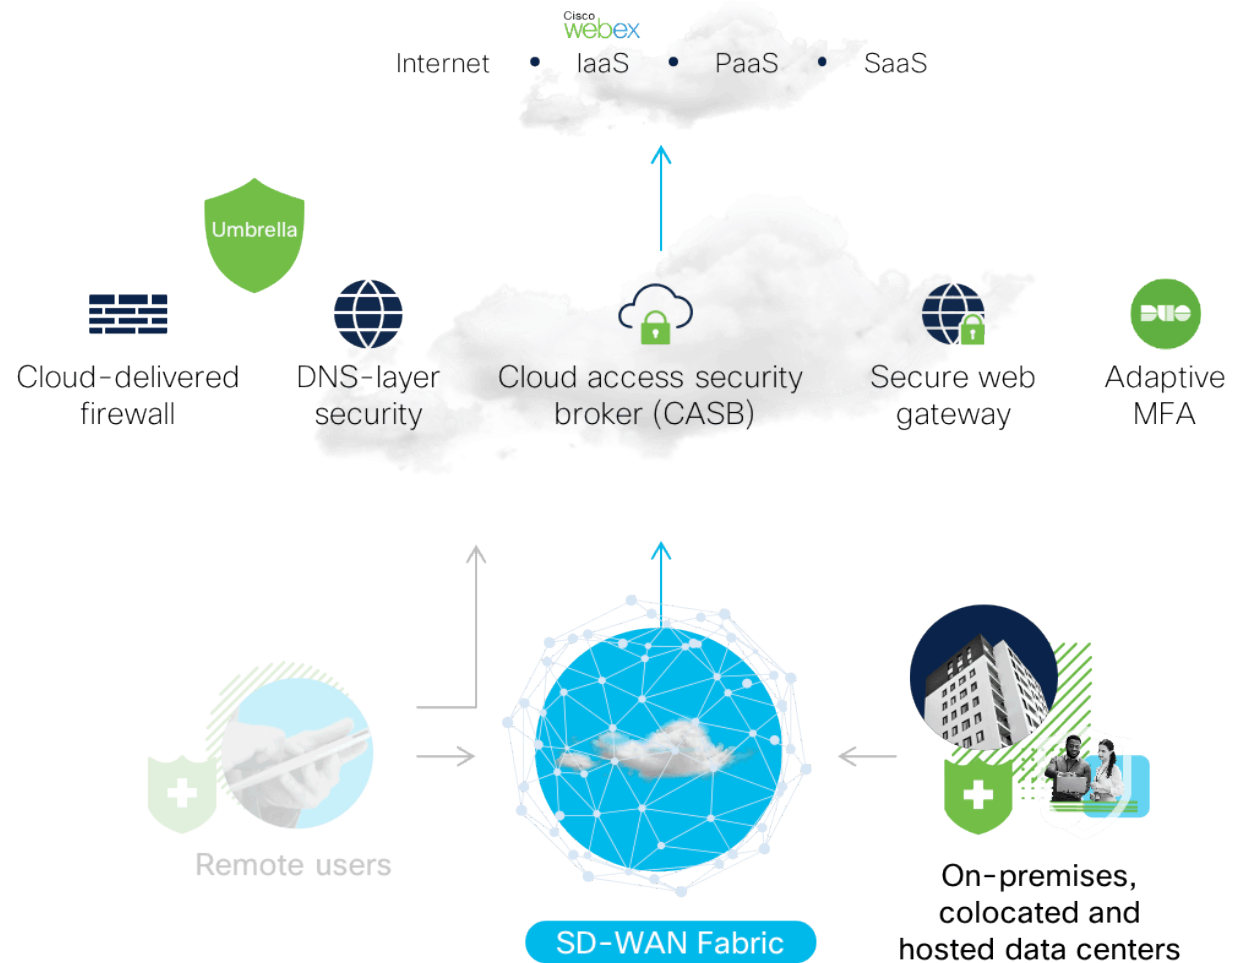 Cisco
webex
Internet • IaaS • PaaS • SaaS
Umbrella
Cloud-delivered
firewall
DNS-layer
security
Cloud access security
broker (CASB)
Secure web
gateway
DUO
Adaptive
MFA
Remote users
SD-WAN Fabric
On-premises,
colocated and
hosted data centers